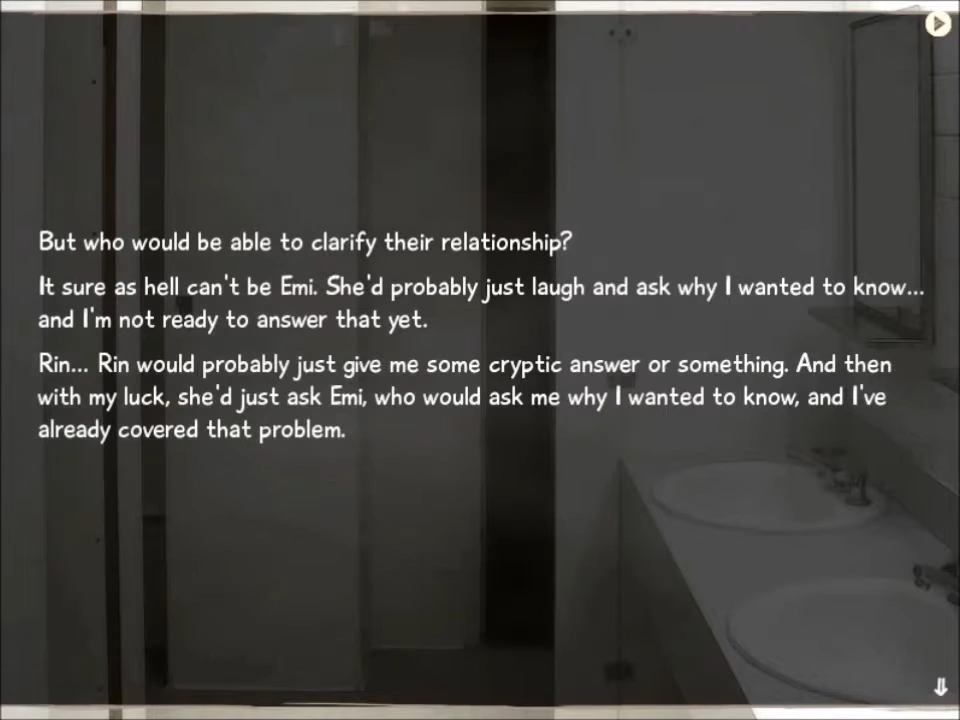 But who would be able to clarify their relationship?
It sure as hell can't be Emi. She'd probably just laugh and ask why I wanted to know...
and I'm not ready to answer that yet.
Rin... Rin would probably just give me some cryptic answer or something. And then
with my luck, she'd just ask Emi, who would ask me why I wanted to know, and I've
already covered that problem.